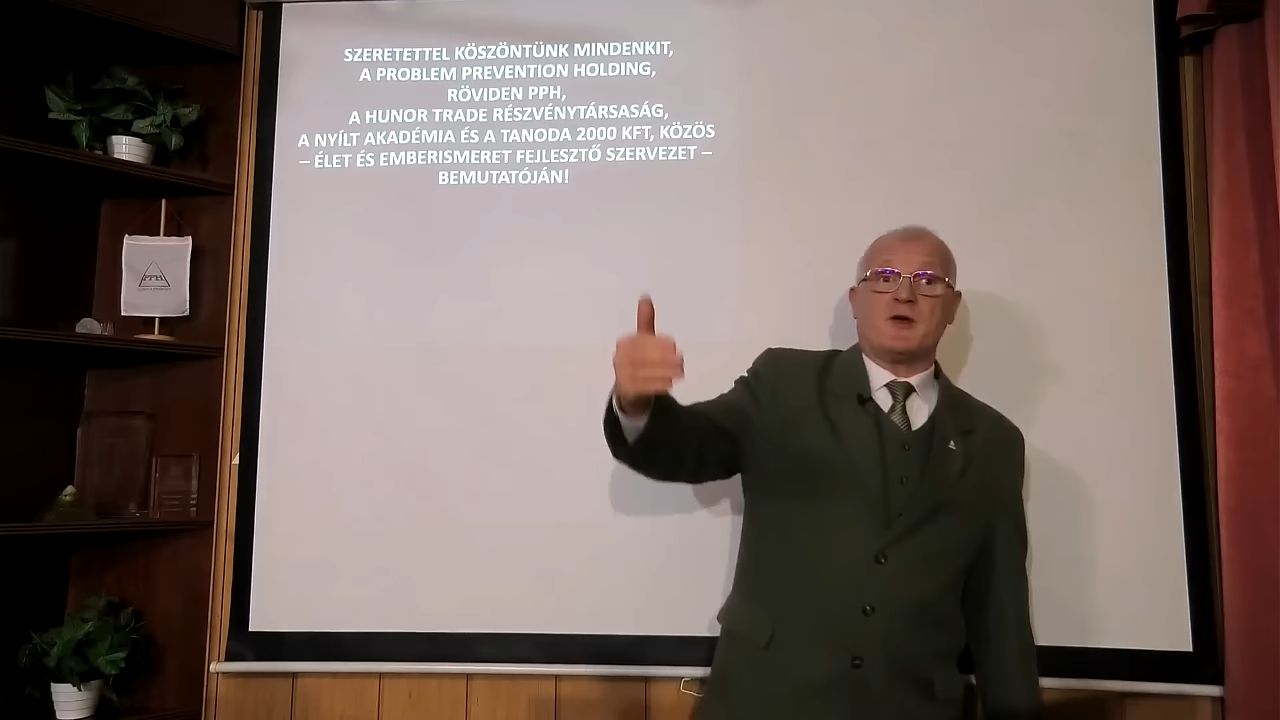 SZERETETTEL KÖSZÖNTÜNK MINDENKIT,
A PROBLEM PREVENTION HOLDING,
RÖVIDEN PPH,
A HUNOR TRADE RÉSZVÉNYTÁRSASÁG,
A NYÍLT AKADÉMIA ÉS A TANODA 2000 KFT, KÖZÖS
– ÉLET ÉS EMBERISMERET FEJLESZTŐ SZERVEZET –
BEMUTATÓJÁN!
PPH